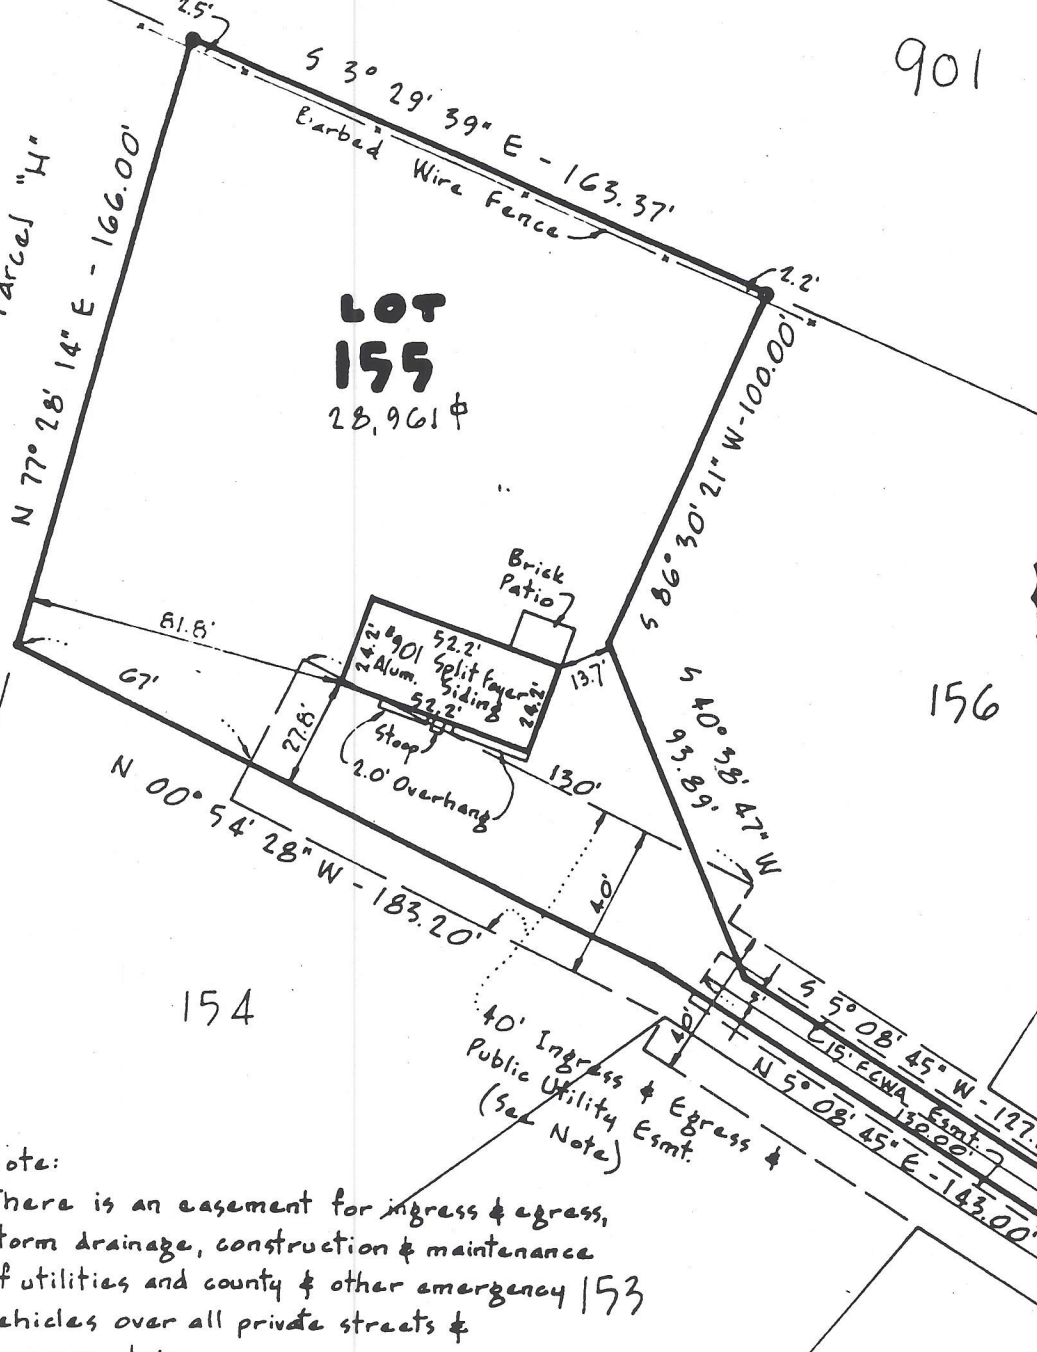 2.5'
901
S 3° 29' 39" E - 163.37'
Barbed Wire Fence
2.2'
Parcel "H"
N 77° 28' 14" E - 166.00'
LOT
155
28,961 ⌽
S 86° 30' 21" W - 100.00'
Brick
Patio
81.8'
67'
24.2'
52.2'
"901
Split Foyer"
Alum. Siding
52.2'
24.2'
13.7'
27.8'
Stoop
2.0' Overhang
130'
S 40° 38' 47" W
93.89'
156
N 00° 54' 28" W - 183.20'
40'
154
40' Ingress & Egress &
Public Utility Esmt.
(See Note)
40'
5'
S 5° 08' 45" W - 127.
15' FCWA Esmt.
130.00'
N 5° 08' 45" E - 143.00'
ote:
here is an easement for ingress & egress,
torm drainage, construction & maintenance
f utilities and county & other emergency
ehicles over all private streets &
153